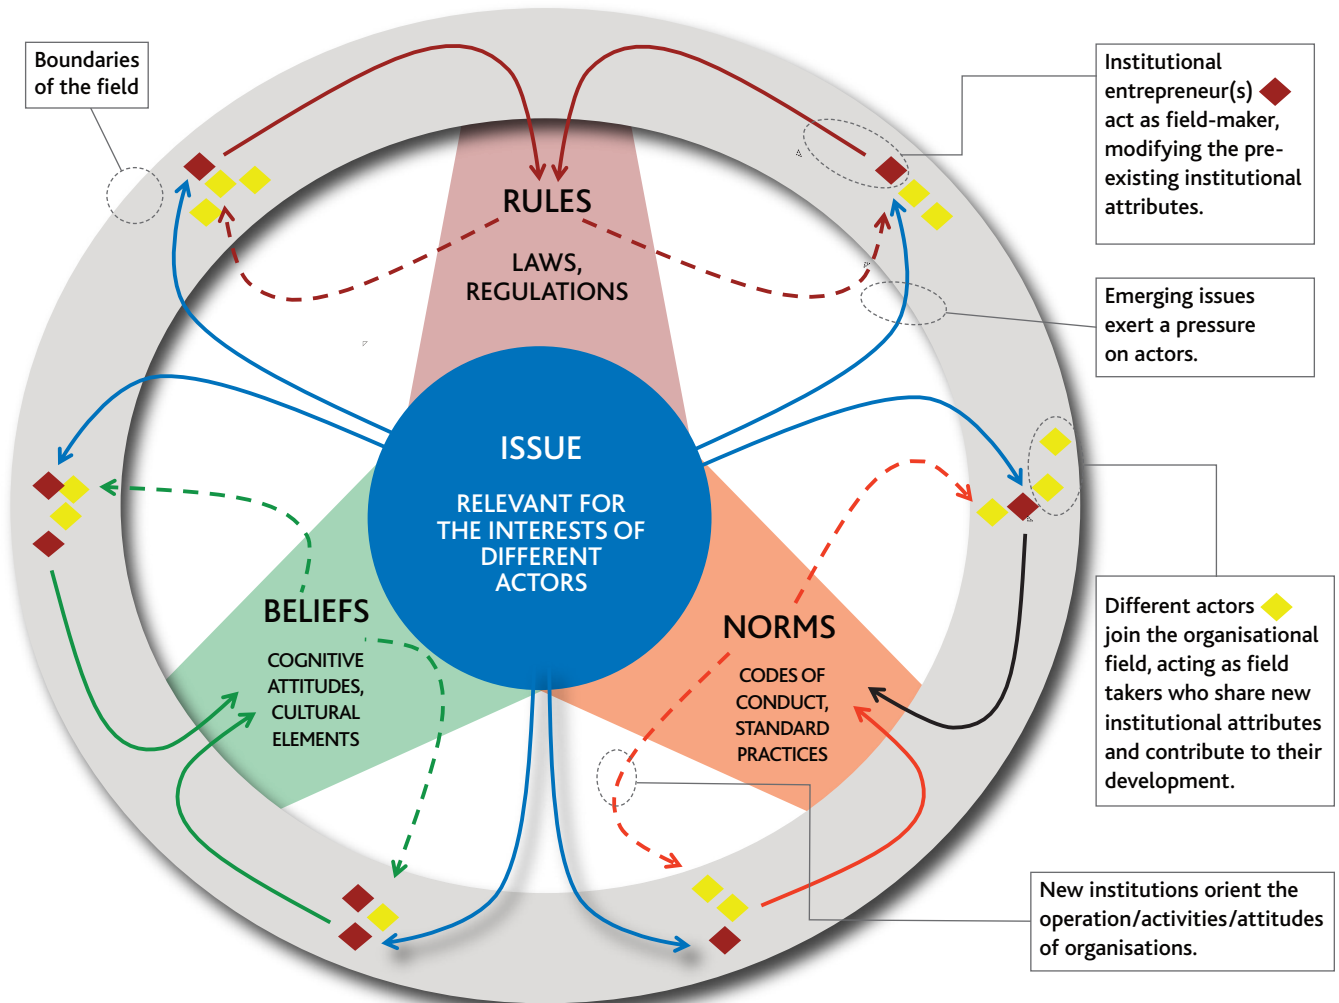 Boundaries
of the field
Institutional
entrepreneur(s)
act as field-maker,
modifying the pre-
existing institutional
attributes.
RULES
LAWS,
REGULATIONS
Emerging issues
exert a pressure
on actors.
ISSUE
RELEVANT FOR
THE INTERESTS OF
DIFFERENT
ACTORS
BELIEFS
COGNITIVE
ATTITUDES,
CULTURAL
ELEMENTS
NORMS
CODES OF
CONDUCT,
STANDARD
PRACTICES
Different actors
join the organisational
field, acting as field
takers who share new
institutional attributes
and contribute to their
development.
New institutions orient the
operation/activities/attitudes
of organisations.